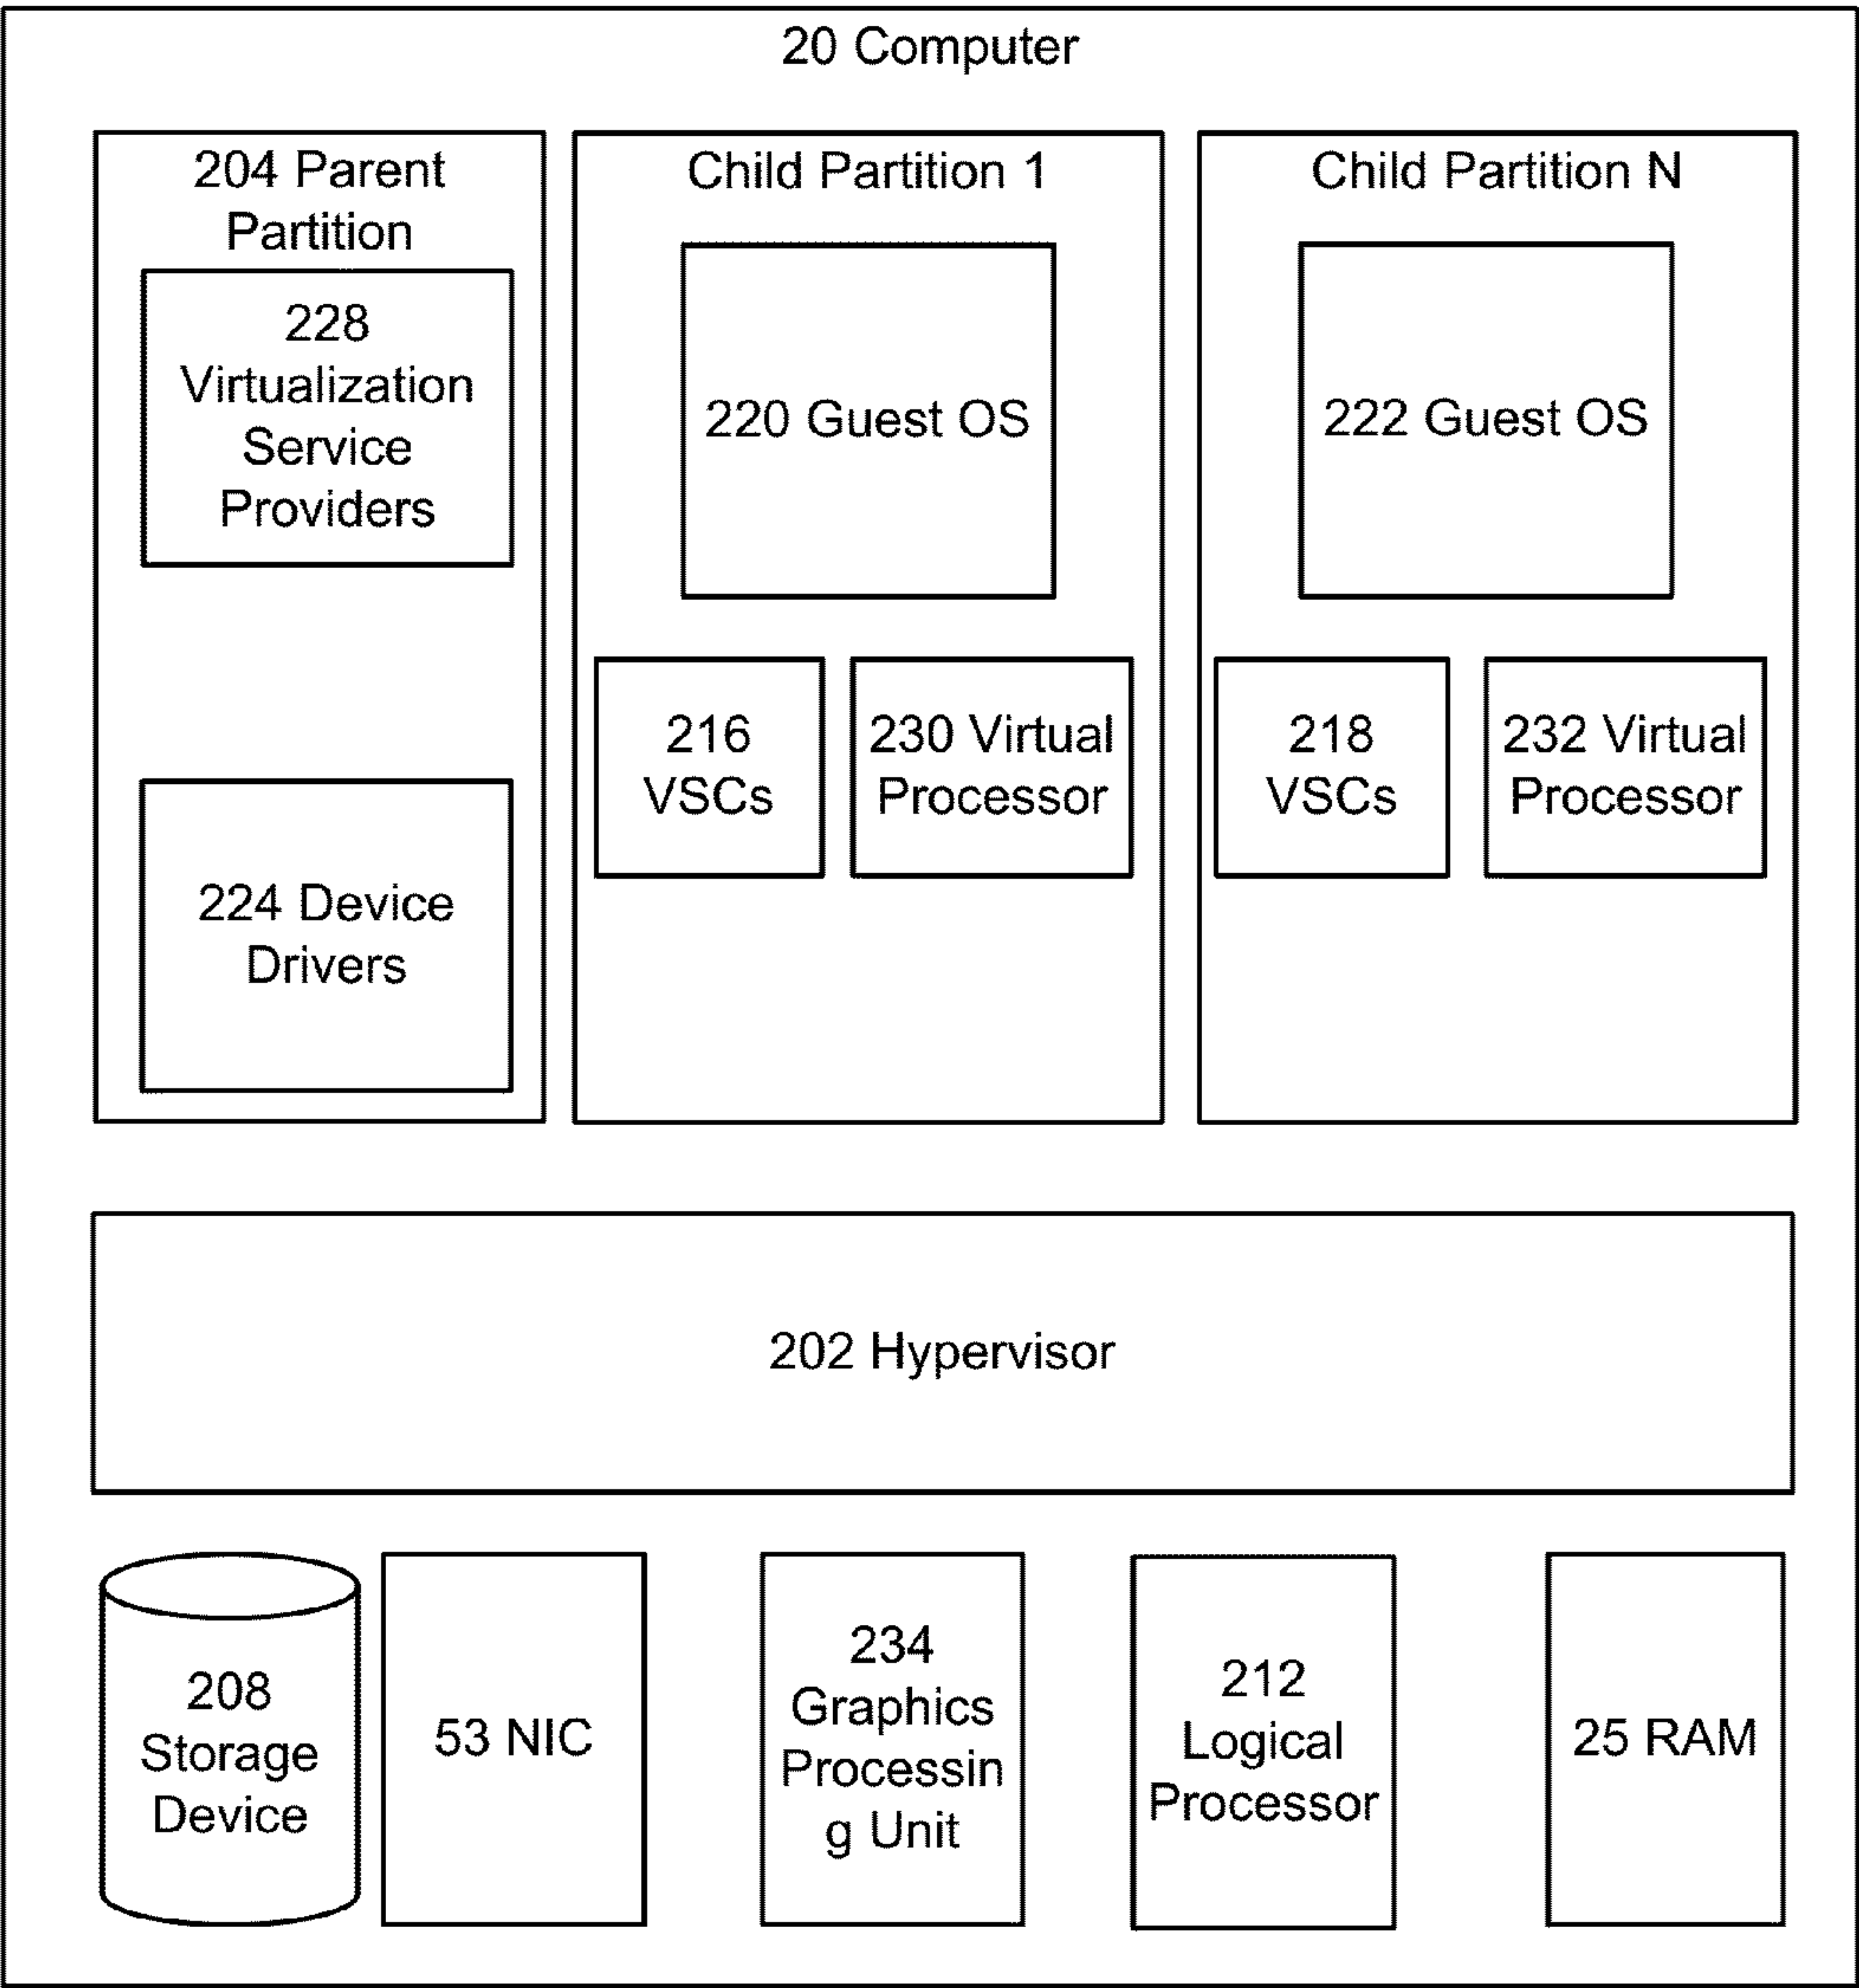 20 Computer
204 Parent
Partition
228
Virtualization
Service
Providers
224 Device
Drivers
Child Partition 1
220 Guest OS
216
VSCs
230 Virtual
Processor
Child Partition N
222 Guest OS
218
VSCs
232 Virtual
Processor
202 Hypervisor
208
Storage
Device
53 NIC
234
Graphics
Processin
g Unit
212
Logical
Processor
25 RAM